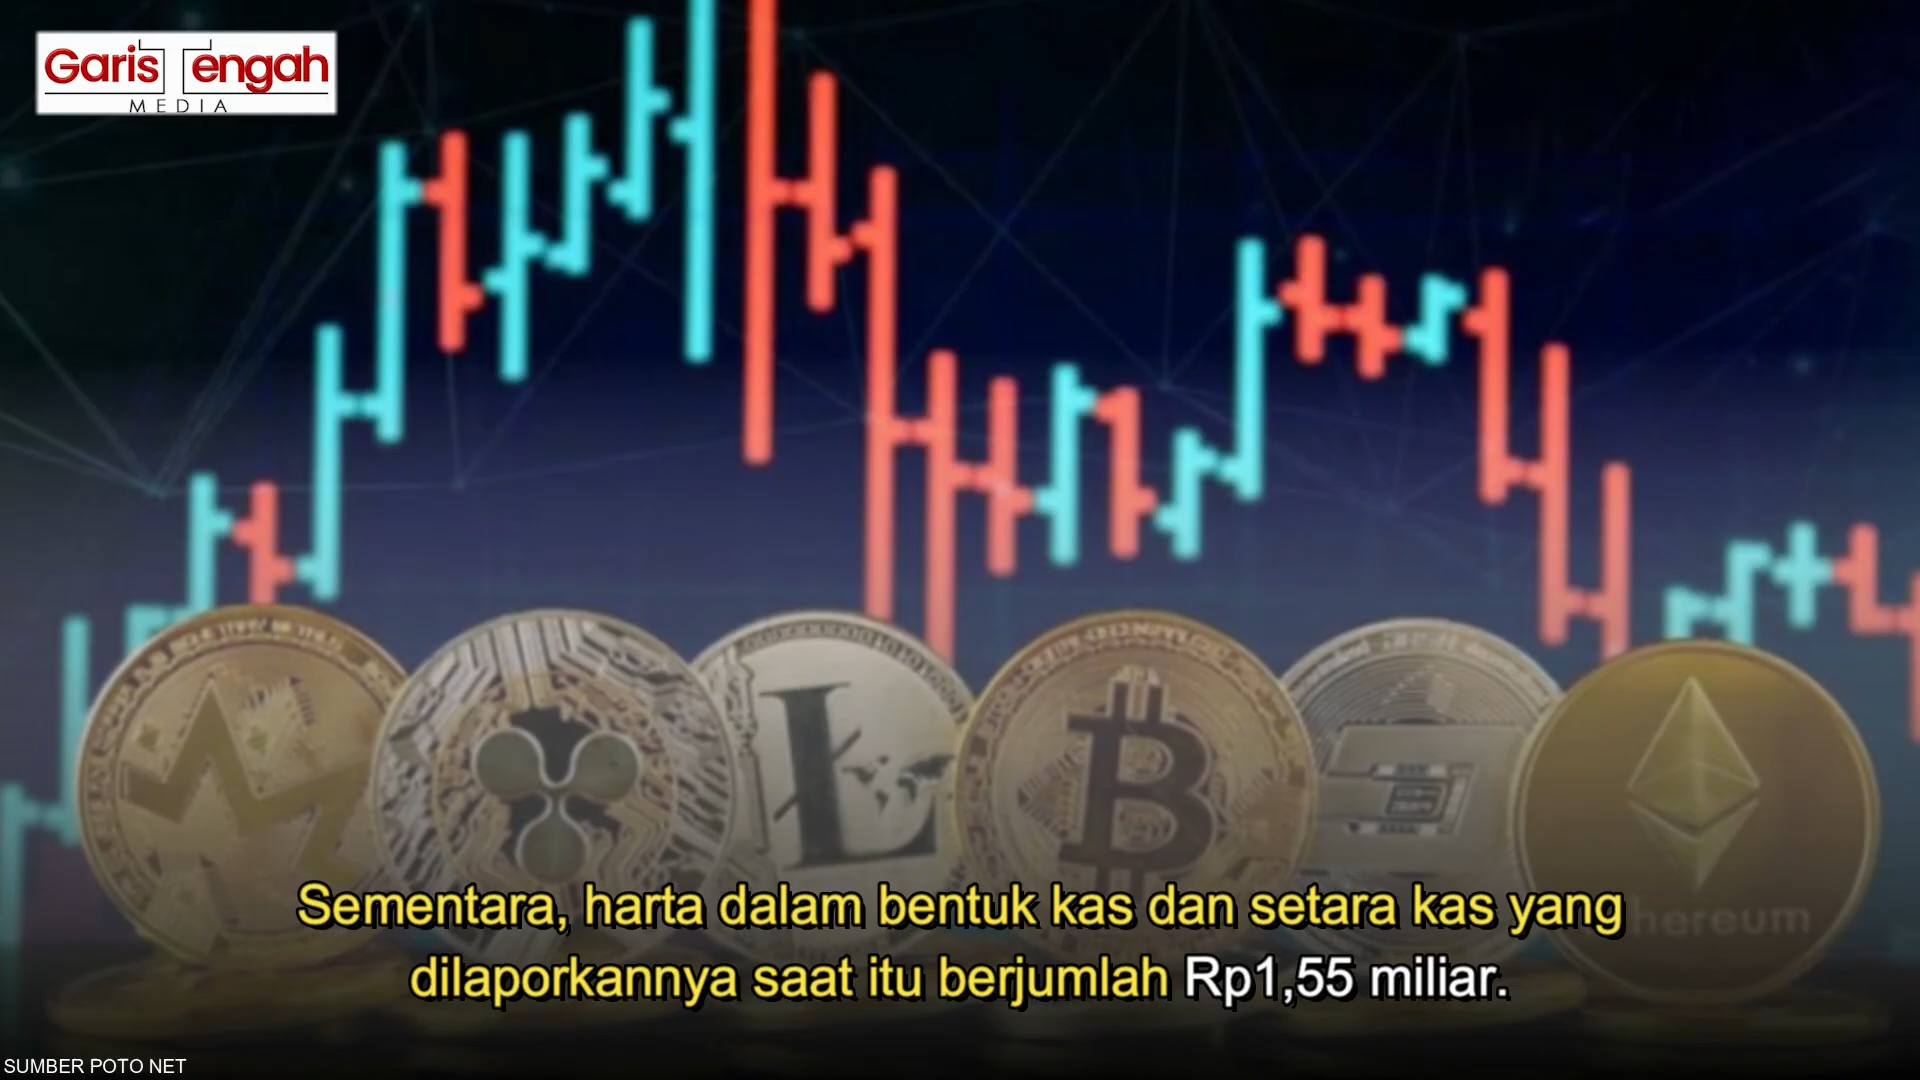 Garis Tengah
MEDIA
Sementara, harta dalam bentuk kas dan setara kas yang
hereum
dilaporkannya saat itu berjumlah Rp1,55 miliar.
SUMBER POTO NET